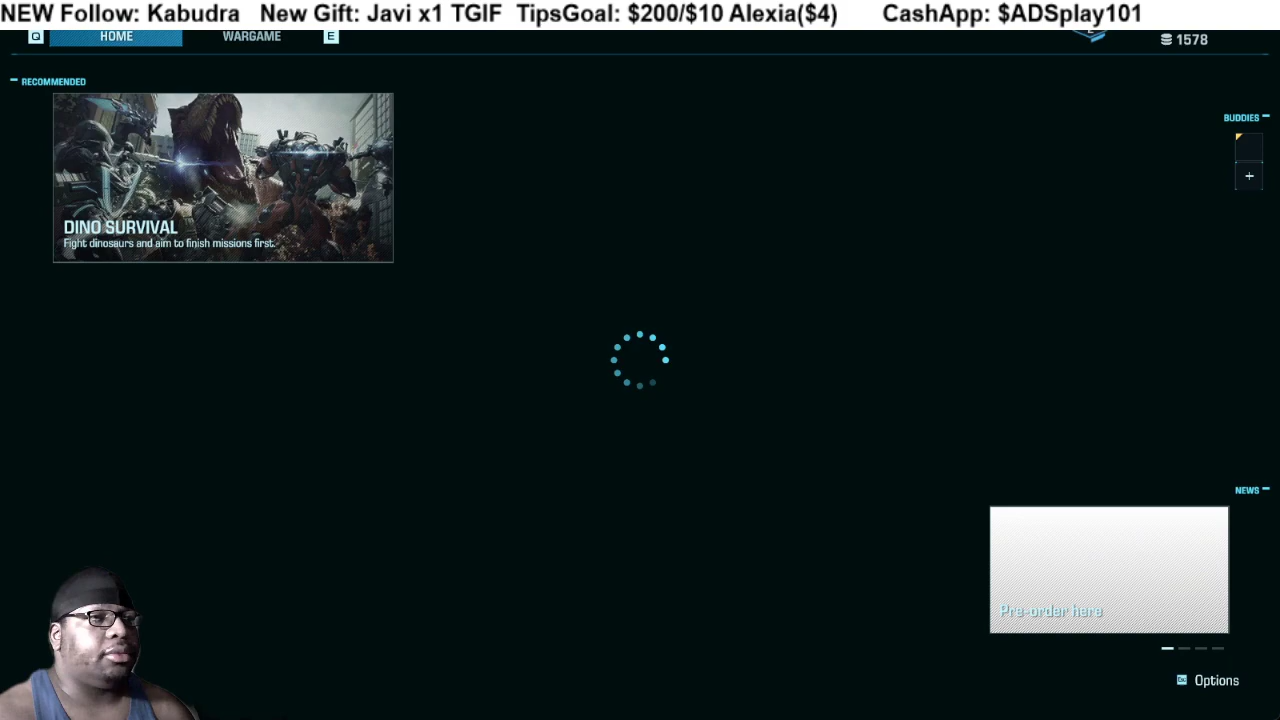 NEW Follow: Kabudra New Gift: Javi x1 TGIF TipsGoal: $200/$10 Alexia($4) CashApp: $ADSplay101
Q HOME WARGAME E
1578
RECOMMENDED
BUDDIES
+
DINO SURVIVAL
Fight dinosaurs and aim to finish missions first.
NEWS
Pre-order here
Options